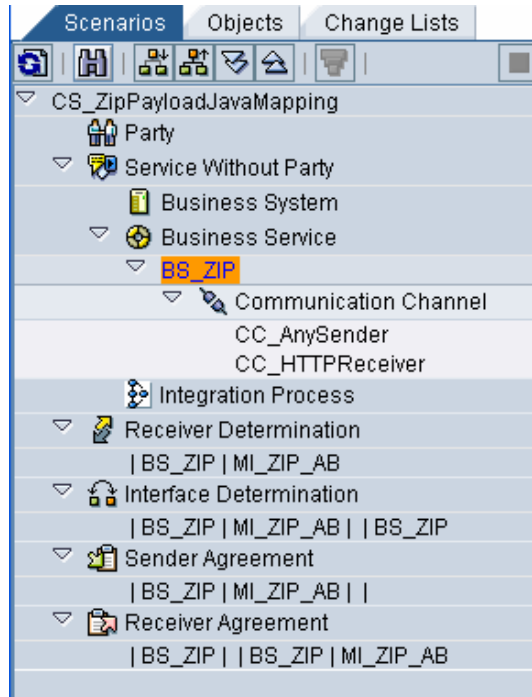 Scenarios Objects Change Lists
CS_ZipPayloadJavaMapping
Party
Service Without Party
Business System
Business Service
BS_ZIP
Communication Channel
CC_AnySender
CC_HTTPReceiver
Integration Process
Receiver Determination
| BS_ZIP | MI_ZIP_AB
Interface Determination
| BS_ZIP | MI_ZIP_AB | | BS_ZIP
Sender Agreement
| BS_ZIP | MI_ZIP_AB | |
Receiver Agreement
| BS_ZIP | | BS_ZIP | MI_ZIP_AB